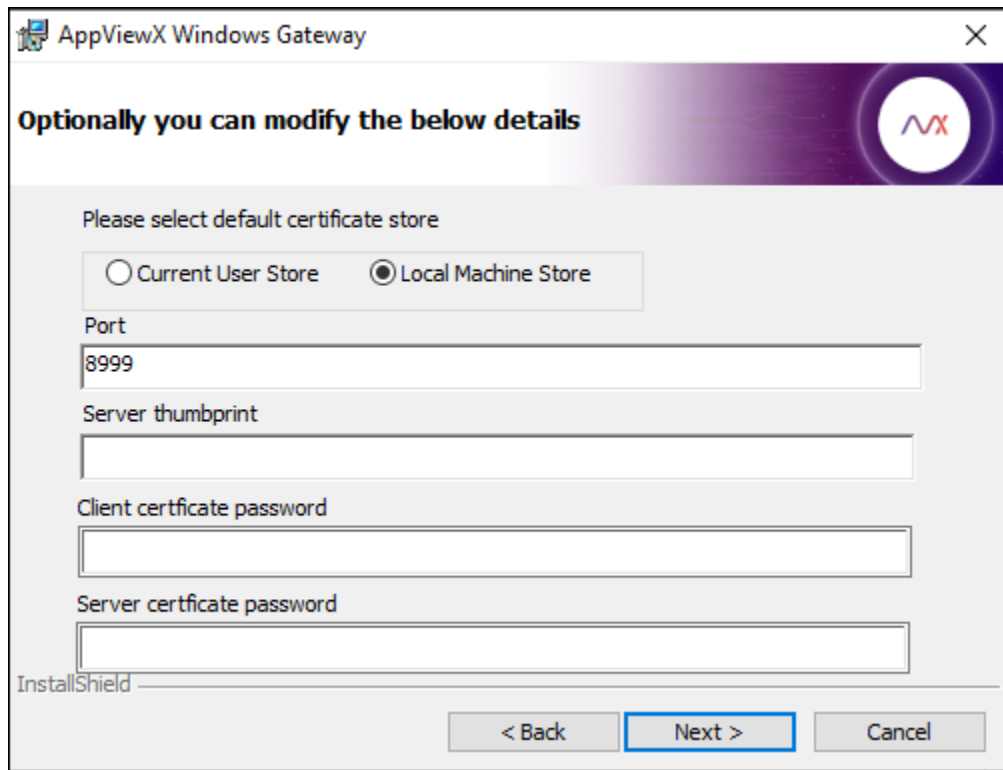 AppViewX Windows Gateway
Optionally you can modify the below details
Please select default certificate store
Current User Store Local Machine Store
Port
8999
Server thumbprint
Client certficate password
Server certficate password
InstallShield
< Back Next > Cancel